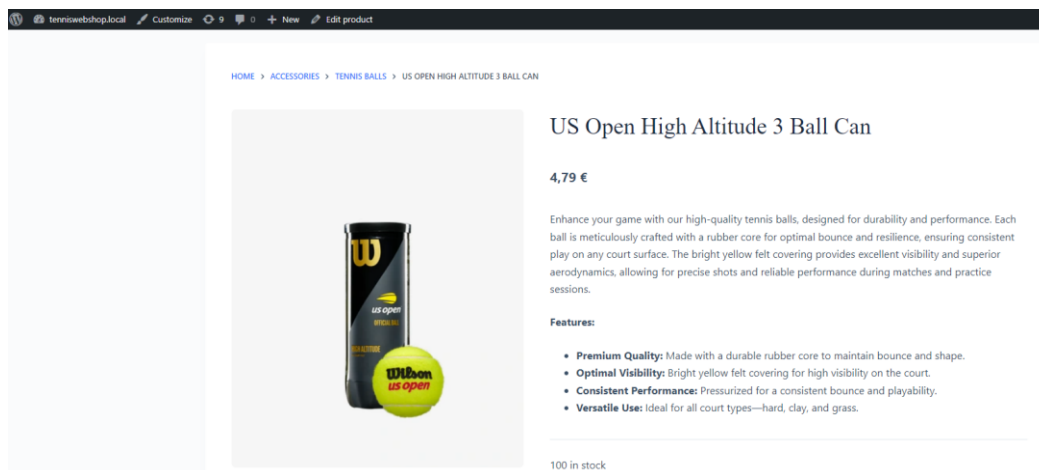 tenniswebshop.local Customize 9 0 New Edit product
HOME > ACCESSORIES > TENNIS BALLS > US OPEN HIGH ALTITUDE 3 BALL CAN
US Open High Altitude 3 Ball Can
4,79 €
Enhance your game with our high-quality tennis balls, designed for durability and performance. Each
ball is meticulously crafted with a rubber core for optimal bounce and resilience, ensuring consistent
play on any court surface. The bright yellow felt covering provides excellent visibility and superior
aerodynamics, allowing for precise shots and reliable performance during matches and practice
sessions.
Features:
• Premium Quality: Made with a durable rubber core to maintain bounce and shape.
• Optimal Visibility: Bright yellow felt covering for high visibility on the court.
• Consistent Performance: Pressurized for a consistent bounce and playability.
• Versatile Use: Ideal for all court types—hard, clay, and grass.
100 in stock
W
us open
OFFICIAL BALL
HIGH ALTITUDE
Wilson
us open